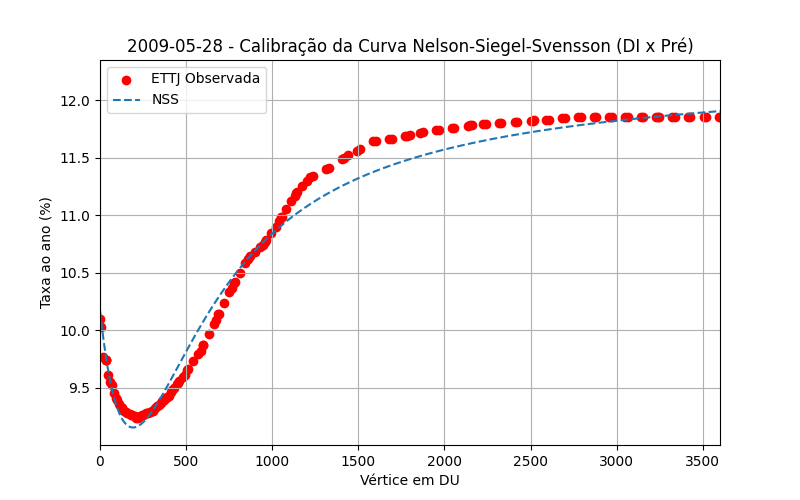 2009-05-28 - Calibração da Curva Nelson-Siegel-Svensson (DI x Pré)
ETTJ Observada
NSS
Taxa ao ano (%)
12.0
11.5
11.0
10.5
10.0
9.5
0 500 1000 1500 2000 2500 3000 3500
Vértice em DU